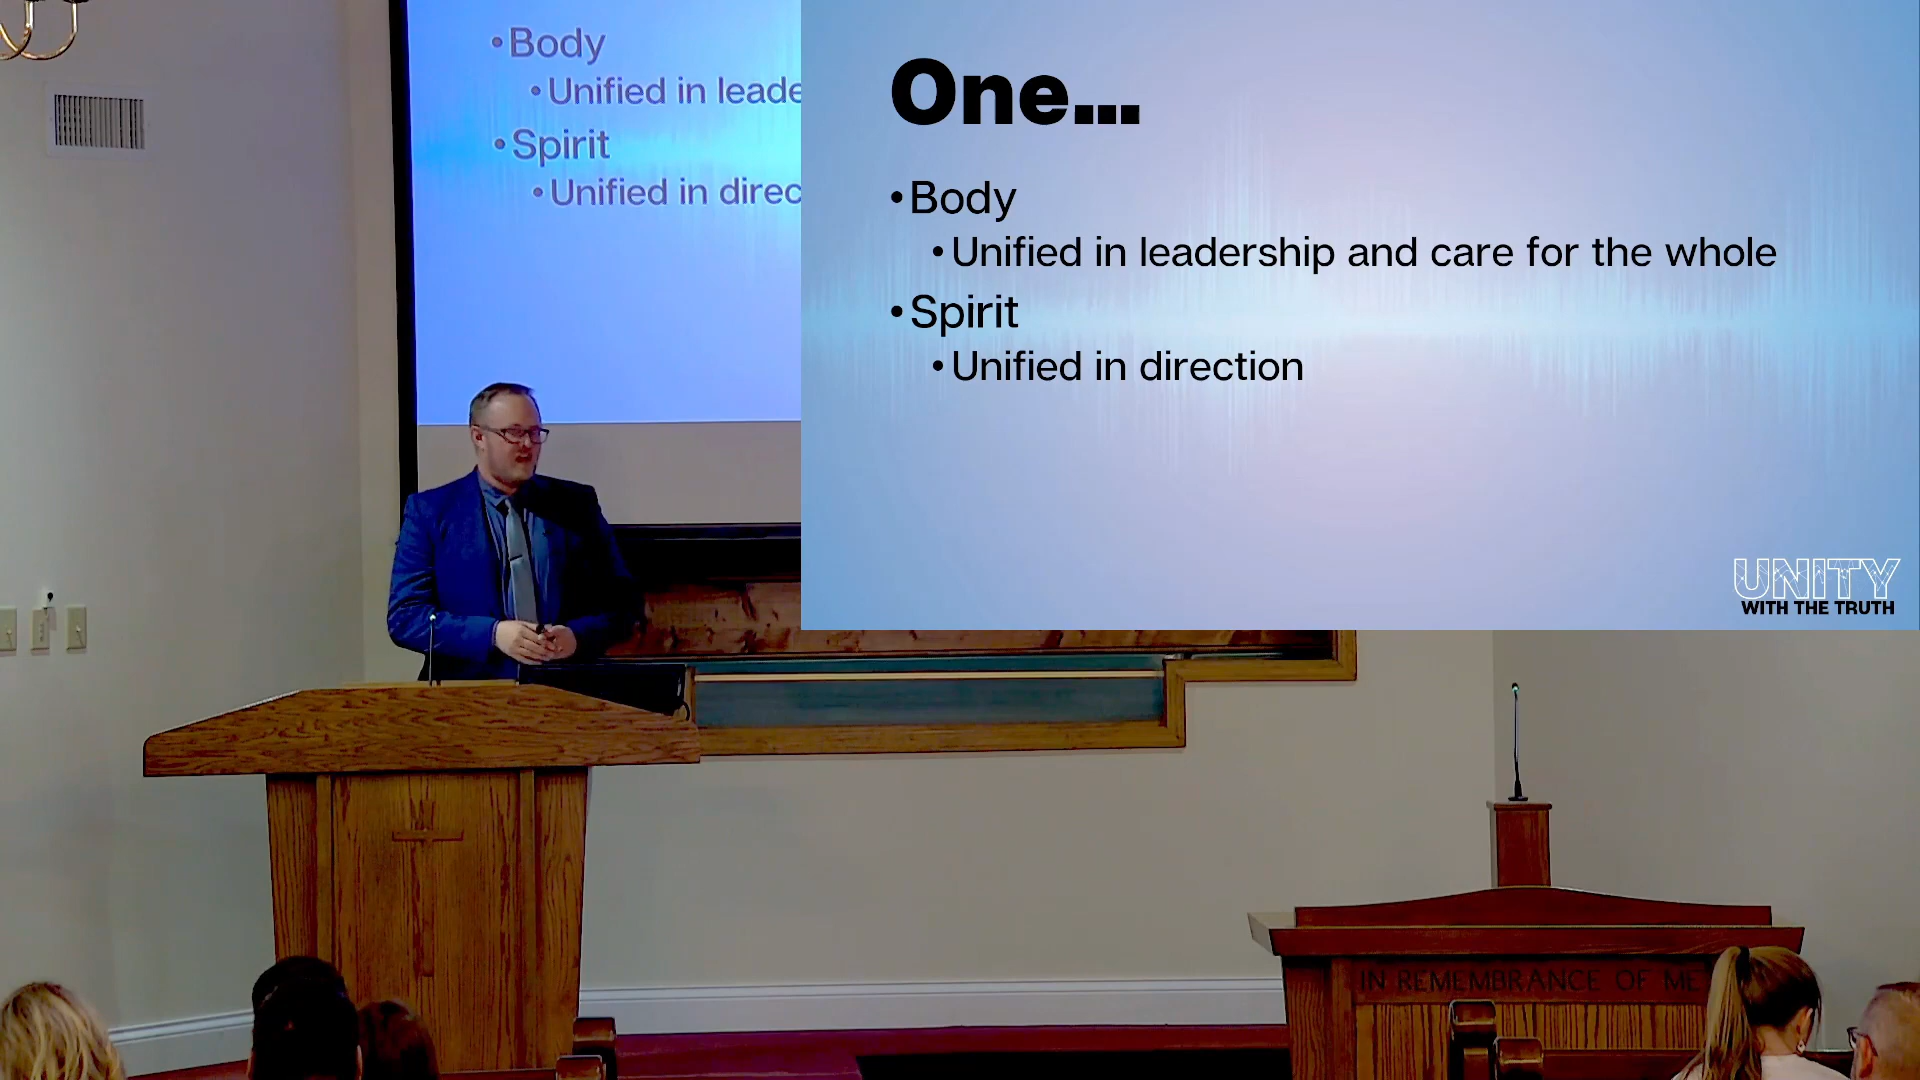 •Body
•Unified in leade
•Spirit
•Unified in direc
One...
•Body
•Unified in leadership and care for the whole
•Spirit
•Unified in direction
UNITY
WITH THE TRUTH
IN REMEMBRANCE OF ME